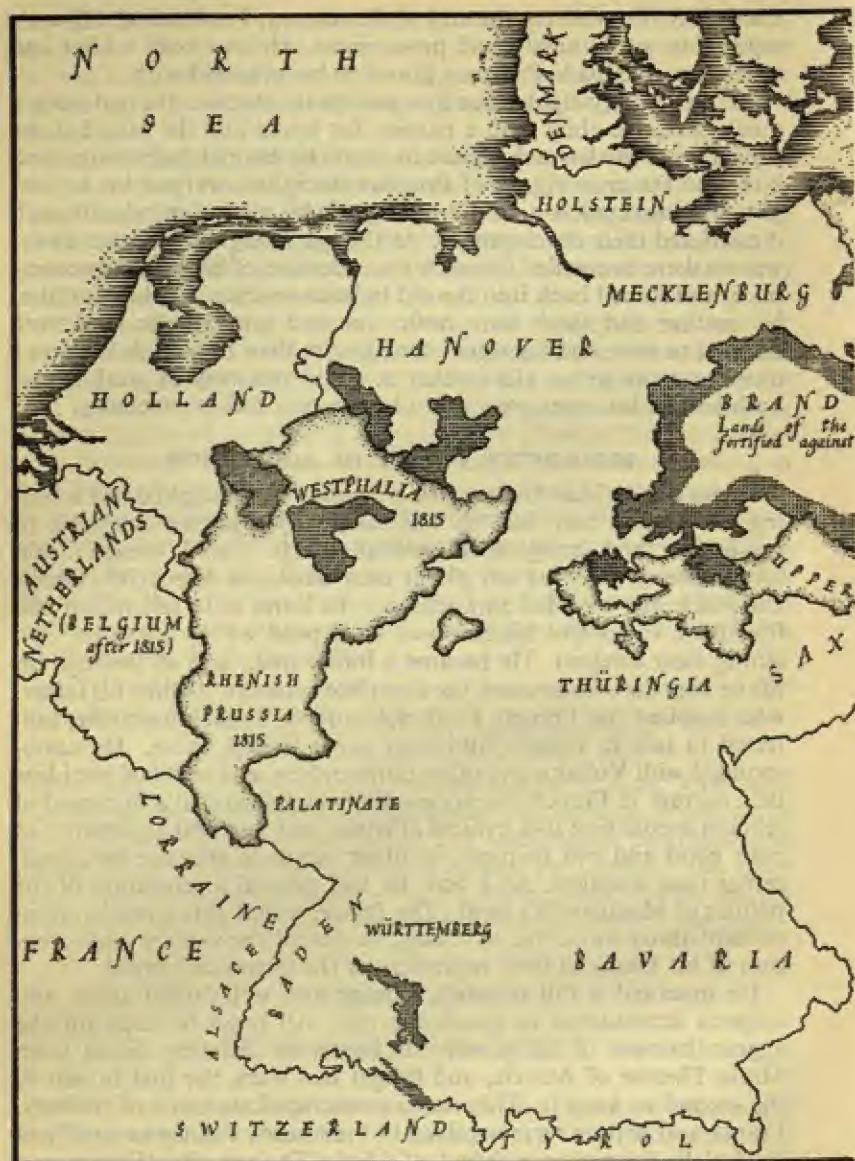 NORTH
SEA
DENMARK
HOLSTEIN
MECKLENBURG
HANOVER
HOLLAND
BRAND
Lands of the
fortified against
WESTPHALIA
1815
AUSTRIAN
NETHERLANDS
(BELGIUM
after 1815)
UPPER
SAX
RHENISH
PRUSSIA
1815
THÜRINGIA
PALATINATE
LORRAINE
FRANCE
ALSACE
BADEN
WÜRTTEMBERG
BAVARIA
SWITZERLAND
TYROL